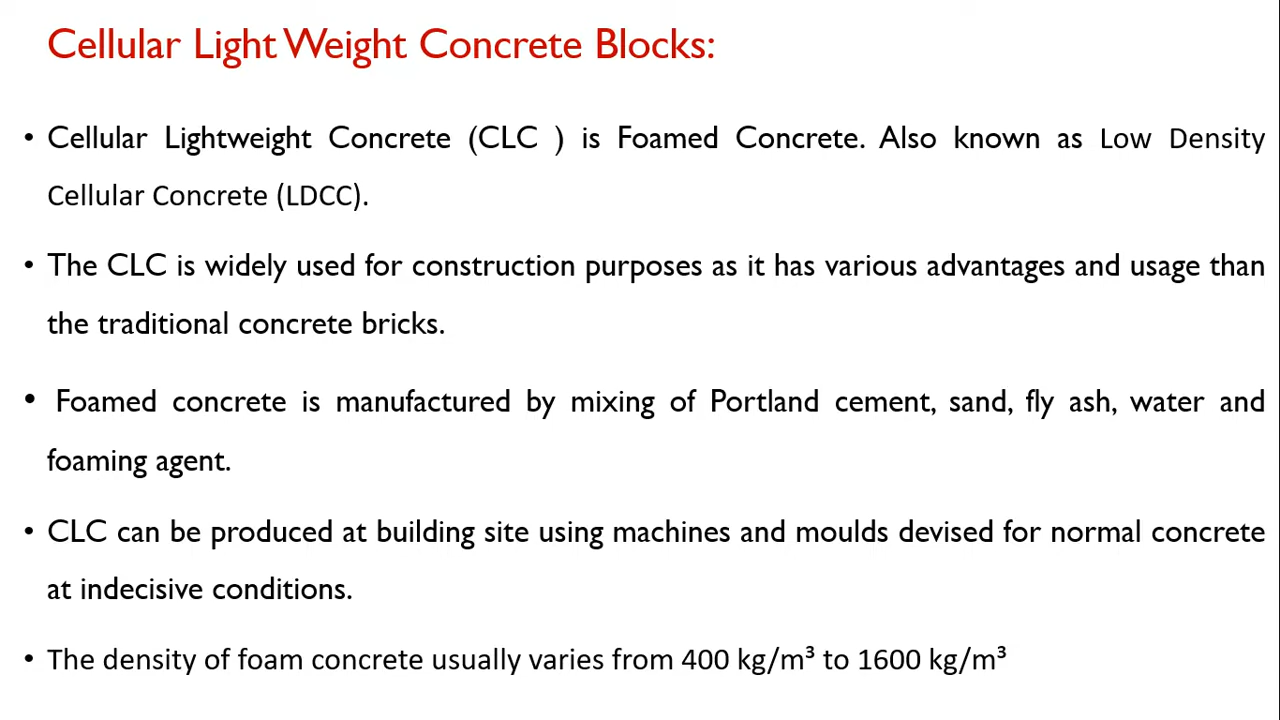 Cellular Light Weight Concrete Blocks:
• Cellular Lightweight Concrete (CLC ) is Foamed Concrete. Also known as Low Density
Cellular Concrete (LDCC).
• The CLC is widely used for construction purposes as it has various advantages and usage than
the traditional concrete bricks.
• Foamed concrete is manufactured by mixing of Portland cement, sand, fly ash, water and
foaming agent.
• CLC can be produced at building site using machines and moulds devised for normal concrete
at indecisive conditions.
• The density of foam concrete usually varies from 400 kg/m³ to 1600 kg/m³